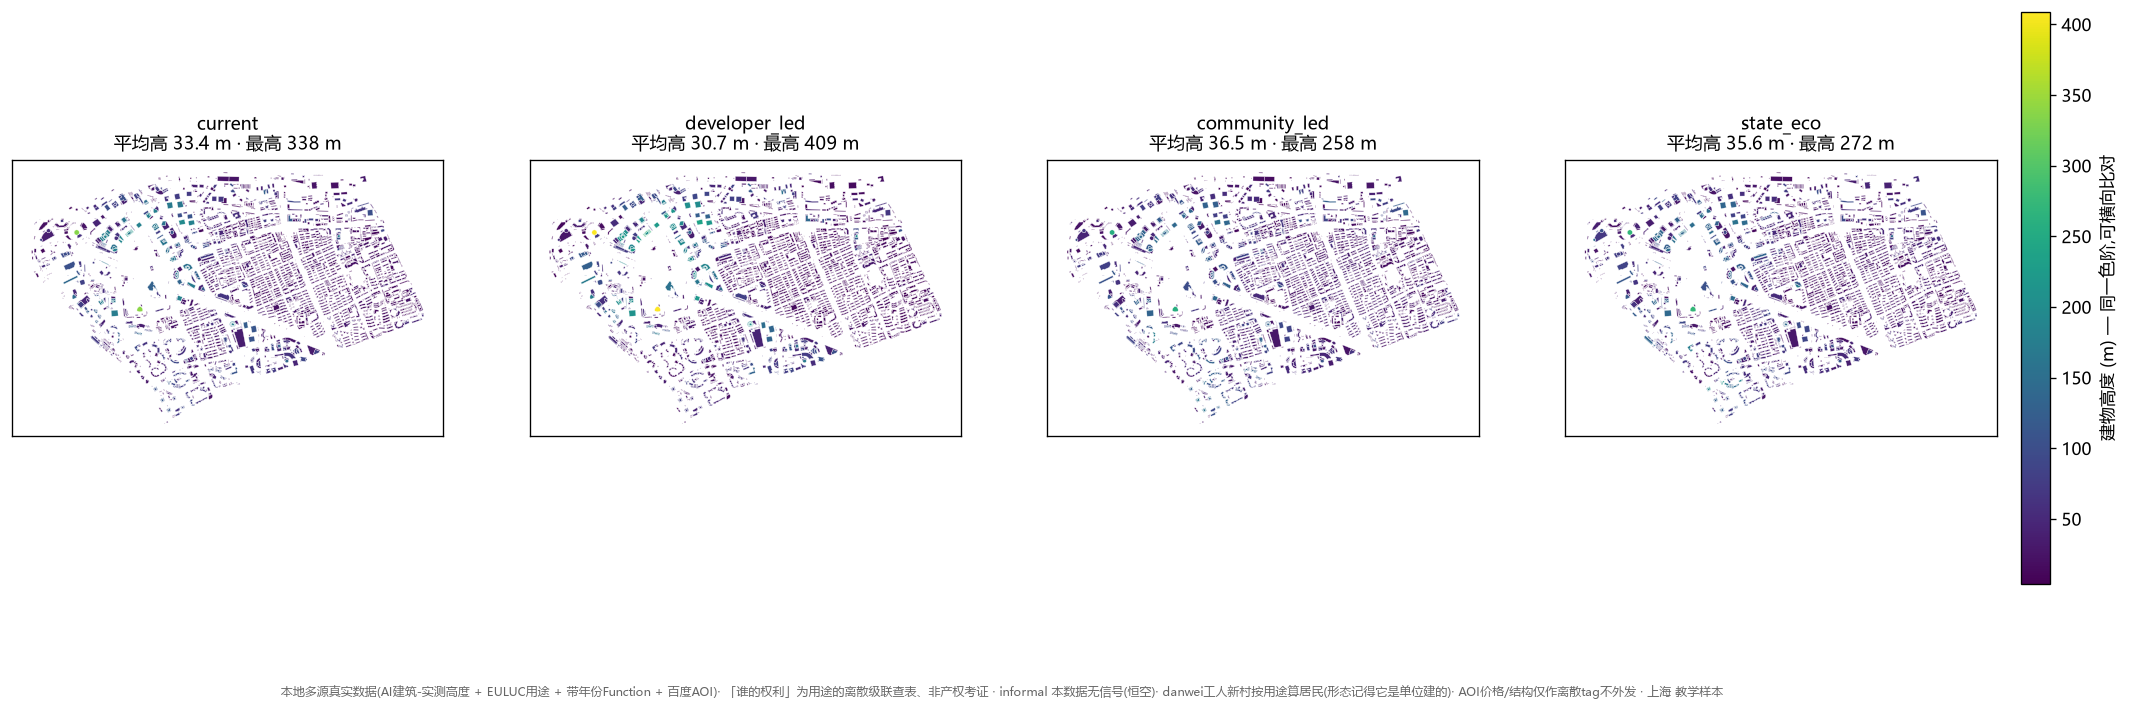 current
平均高 33.4 m · 最高 338 m
developer_led
平均高 30.7 m · 最高 409 m
community_led
平均高 36.5 m · 最高 258 m
state_eco
平均高 35.6 m · 最高 272 m
400
350
300
250
200
150
100
50
建物高度 (m) — 同一色阶,可横向比对
本地多源真实数据(AI建筑-实测高度 + EULUC用途 + 带年份Function + 百度AOI)· 「谁的权利」为用途的离散级联查表、非产权考证 · informal 本数据无信号(恒空)· danwei工人新村按用途算居民(形态记得它是单位建的)· AOI价格/结构仅作离散tag不外发 · 上海 教学样本